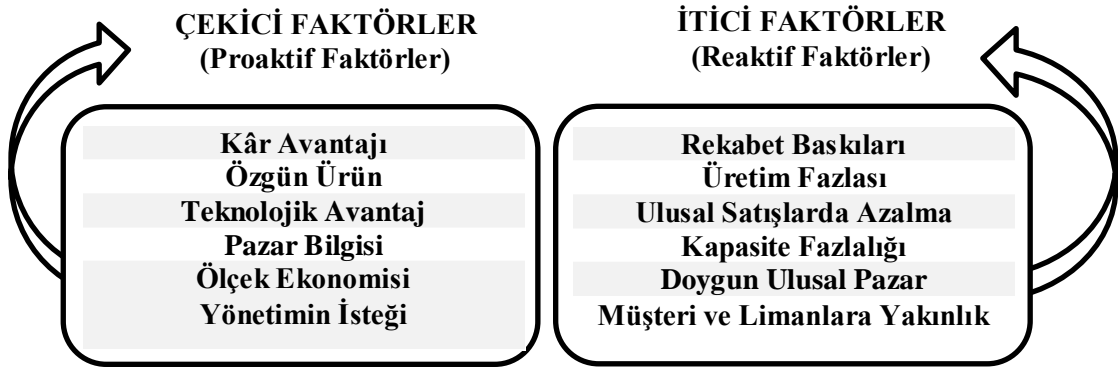 ÇEKİCİ FAKTÖRLER
(Proaktif Faktörler)
Kâr Avantajı
Özgün Ürün
Teknolojik Avantaj
Pazar Bilgisi
Ölçek Ekonomisi
Yönetimin İsteği
İTİCİ FAKTÖRLER
(Reaktif Faktörler)
Rekabet Baskıları
Üretim Fazlası
Ulusal Satışlarda Azalma
Kapasite Fazlalığı
Doygun Ulusal Pazar
Müşteri ve Limanlara Yakınlık